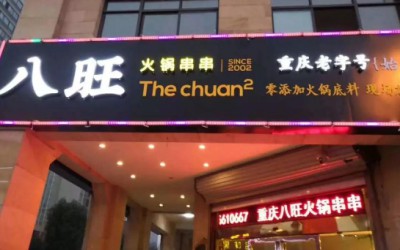 八旺
火锅串串
SINCE
2002
The chuan²
重庆老字号
零添加火锅底料
610667 重庆八旺火锅串串